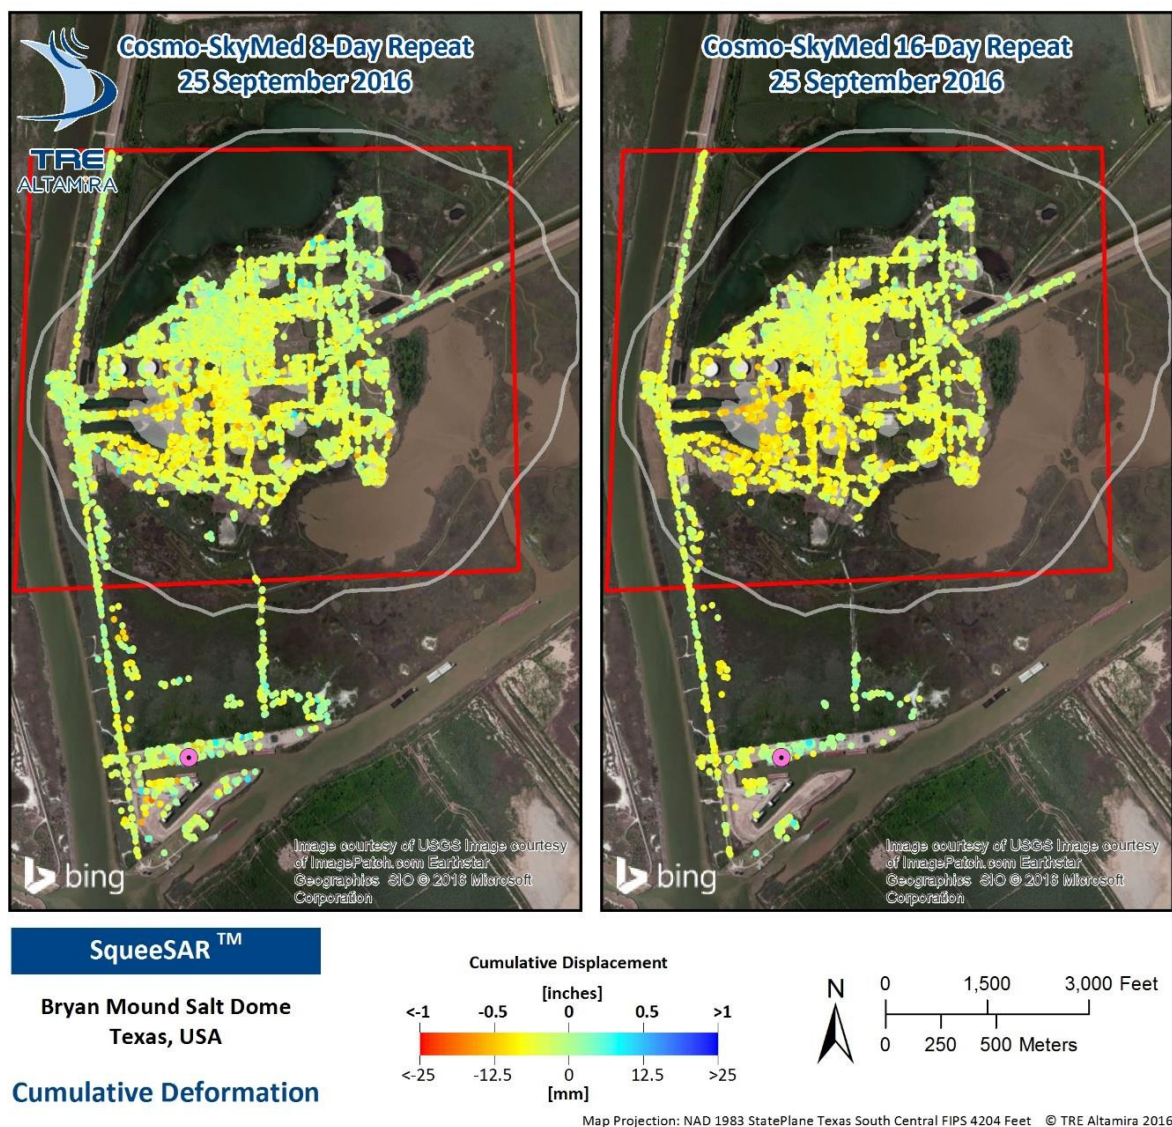 Cosmo-SkyMed 8-Day Repeat
25 September 2016
TRE
ALTAMIRA
Image courtesy of USGS Image courtesy
of ImagePatch.com Earthstar
Geographics SIO © 2016 Microsoft
Corporation
bing
Cosmo-SkyMed 16-Day Repeat
25 September 2016
Image courtesy of USGS Image courtesy
of ImagePatch.com Earthstar
Geographics SIO © 2016 Microsoft
Corporation
bing
SqueeSAR ™
Bryan Mound Salt Dome
Texas, USA
Cumulative Deformation
Cumulative Displacement
[inches]
<-1 -0.5 0 0.5 >1
<-25 -12.5 0 12.5 >25
[mm]
N
0 1,500 3,000 Feet
0 250 500 Meters
Map Projection: NAD 1983 StatePlane Texas South Central FIPS 4204 Feet © TRE Altamira 2016